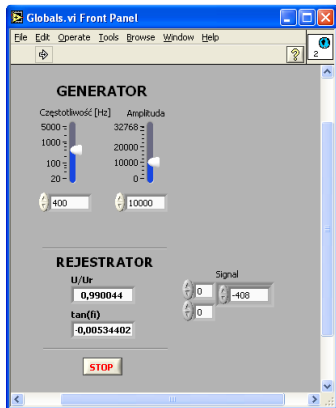 Globals.vi Front Panel
File Edit Operate Tools Browse Window Help
? 2
GENERATOR
Częstotliwość [Hz] Amplituda
5000 32768
1000 20000
100 10000
20 0
400 10000
REJESTRATOR
U/Ur
0,990044
Signal
0 -408
0
tan(fi)
-0,00534402
STOP